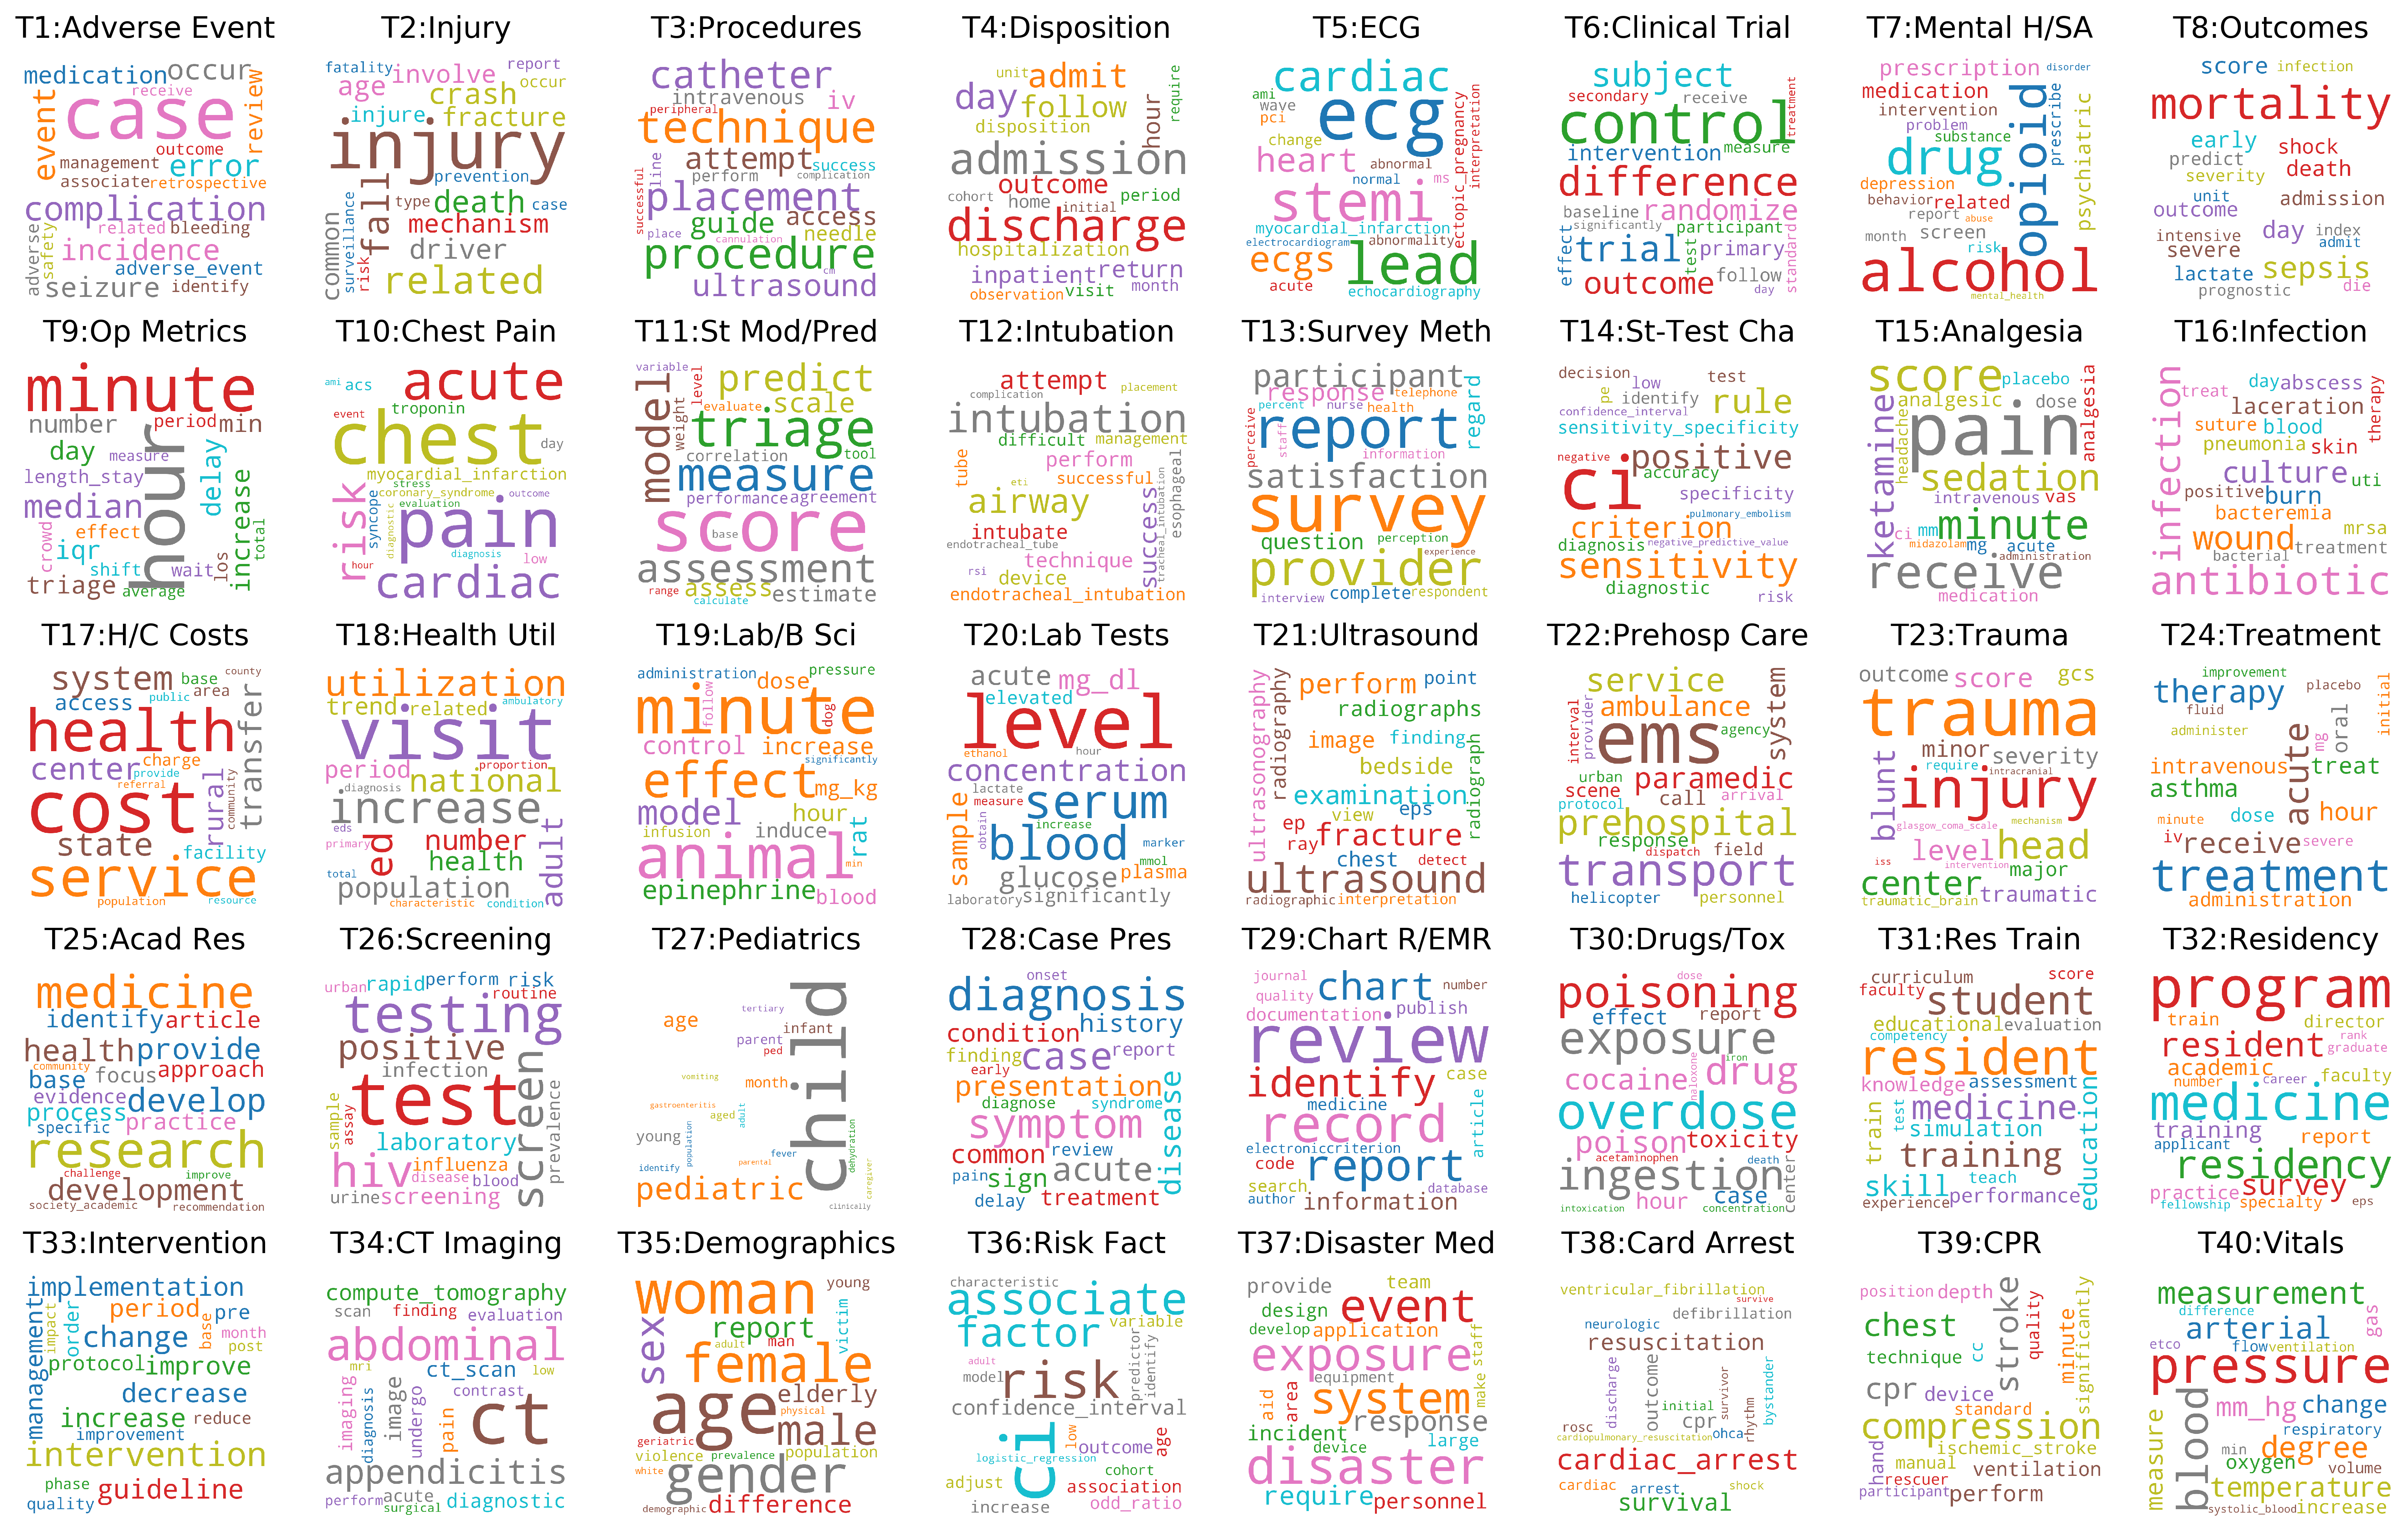 T1:Adverse Event
medication occur
receive
event case review
outcome
management error
associate retrospective
complication
related bleeding
adverse safety incidence
adverse_event
seizure identify
T2:Injury
fatality involve report
age crash occur
injure fracture
injury
prevention
common surveillance risk fall type death case
mechanism
driver
related
T3:Procedures
catheter
intravenous iv
peripheral
technique
line attempt success
successful perform complication
placement
guide access
place cannulation needle
procedure
cm
ultrasound
T4:Disposition
unit admit require
day follow hour
disposition
admission
outcome
cohort home initial period
discharge
hospitalization
inpatient return
observation visit month
T5:ECG
cardiac
ami wave ecg
pci
change
heart abnormal
normal ms
stemi
ectopic_pregnancy interpretation
myocardial_infarction
electrocardiogram abnormality
ecgs lead
acute
echocardiography
T6:Clinical Trial
subject
secondary receive
control treatment
intervention measure
difference
baseline randomize
significantly participant
effect trial test primary standard
outcome follow
day
T7:Mental H/SA
prescription disorder
medication
intervention opioid prescribe psychiatric
problem
substance
drug
depression
behavior related
report abuse
month screen
risk
alcohol
mental_health
T8:Outcomes
score infection
mortality
early shock
predict death
severity
unit admission
outcome
day index
intensive admit
severe
lactate sepsis
prognostic die
T9:Op Metrics
minute
number period min
day measure
length_stay hour delay
median
crowd effect increase total
iqr
shift wait los
triage average
T10:Chest Pain
ami acs acute
event troponin
chest day
myocardial_infarction
stress
risk syncope coronary_syndrome outcome
evaluation
diagnostic pain
diagnosis low
hour
cardiac
T11:St Mod/Pred
variable level predict
model weight evaluate scale
triage
correlation tool
measure
performance agreement
score
base
assessment
range assess estimate
calculate
T12:Intubation
attempt placement
complication
intubation
difficult management
tube perform
successful esophageal
eti
airway success tracheal_intubation
intubate
endotracheal_tube
technique
rsi device
endotracheal_intubation
T13:Survey Meth
participant regard
response telephone
percent nurse health
perceive staff report
information
satisfaction
survey
question perception
experience
provider
interview complete respondent
T14:St-Test Cha
decision low test
pe identify rule
confidence_interval
sensitivity_specificity
negative positive
ci accuracy
specificity
pulmonary_embolism
criterion
diagnosis negative_predictive_value
sensitivity
diagnostic
risk
T15:Analgesia
score placebo analgesia
analgesic dose
ketamine headache pain
sedation
intravenous vas
ci mm minute
midazolam mg acute
administration
receive
medication
T16:Infection
infection treat day abscess therapy
laceration
suture blood
pneumonia skin
culture uti
positive burn
bacteremia
wound mrsa
bacterial treatment
antibiotic
T17:H/C Costs
system base county
access public area transfer
health
center charge
provide
referral rural community
cost
state facility
service
population resource
T18:Health Util
utilization
trend related ambulatory
visit
period proportion
national
diagnosis
increase
eds ed number adult
primary health
total
population
characteristic condition
T19:Lab/B Sci
administration pressure
follow dose
minute dog
control increase
significantly
effect mg_kg
model hour
infusion induce rat
animal min
epinephrine blood
T20:Lab Tests
acute mg_dl
elevated
level
ethanol hour
concentration
lactate
sample measure serum
obtain increase
blood marker
mmol
glucose plasma
laboratory significantly
T21:Ultrasound
ultrasonography radiography perform point
radiographs
image finding
bedside radiograph
examination
view eps
ep fracture
ray
chest detect
ultrasound
radiographic interpretation
T22:Prehosp Care
service system
ambulance
interval provider ems agency
urban paramedic
scene call arrival
protocol
prehospital
response
dispatch field
transport
helicopter personnel
T23:Trauma
outcome score gcs
trauma
blunt minor severity
require intracranial
injury
glasgow_coma_scale mechanism
level head
iss intervention
center major
traumatic_brain traumatic
T24:Treatment
improvement
therapy placebo initial
fluid
administer acute oral
mg
intravenous treat
asthma
minute dose hour
iv receive severe
treatment
administration
T25:Acad Res
medicine
identify article
health provide
community
base focus approach
evidence develop
process practice
specific
research
challenge improve
development
society_academic recommendation
T26:Screening
urban rapid perform risk
routine
testing
positive
infection screen prevalence
sample assay test
laboratory
hiv influenza
disease blood
urine screening
T27:Pediatrics
child
tertiary
age infant
parent
ped
vomiting month
gastroenteritis
aged adult
young population dehydration
fever
identify parental
pediatric caregiver
clinically
T28:Case Pres
onset
diagnosis
condition history
finding case report
early
presentation
diagnose syndrome disease
symptom
common review
pain sign acute
delay treatment
T29:Chart R/EMR
journal chart number
quality publish
documentation
review
identify case
medicine
record article
electronic criterion
code report
search database
author information
T30:Drugs/Tox
dose
poisoning
effect report
exposure iron
cocaine naloxone drug
overdose
poison toxicity
acetaminophen death
ingestion center
hour case
intoxication concentration
T31:Res Train
curriculum score
faculty student
educational evaluation
competency
resident
knowledge assessment
train test medicine education
simulation
training
skill teach
performance
experience
T32:Residency
program
train director
resident rank
graduate
academic
number career faculty
medicine
training report
applicant
residency
practice survey
fellowship specialty eps
T33:Intervention
implementation
management impact order period pre
change base month
post
protocol improve
decrease
increase reduce
improvement
intervention
phase guideline
quality
T34:CT Imaging
compute_tomography
scan finding evaluation
abdominal
mri ct_scan low
imaging diagnosis image undergo contrast
pain ct
appendicitis
perform acute diagnostic
surgical
T35:Demographics
woman young
sex report victim
adult man
female
age elderly
physical
geriatric male
violence prevalence population
white gender
demographic difference
T36:Risk Fact
characteristic
associate
factor variable
adult predictor identify
model risk
confidence_interval
ci low outcome age
logistic_regression
adjust cohort
association
increase odd_ratio
T37:Disaster Med
provide team
design event
develop application staff
exposure make
equipment
aid area system
response
incident device large
disaster
require personnel
T38:Card Arrest
ventricular_fibrillation
survive
defibrillation
neurologic
resuscitation
discharge outcome initial survivor rhythm bystander
rosc cpr
cardiopulmonary_resuscitation ohca
cardiac_arrest
cardiac arrest shock
survival
T39:CPR
position depth stroke quality minute significantly
chest
technique cc
cpr device
standard
compression
hand ischemic_stroke
manual ventilation
rescuer
participant perform
T40:Vitals
measurement
difference gas
arterial
etco flow ventilation
pressure
blood mm_hg change
respiratory
measure min degree
oxygen volume
temperature
systolic_blood increase